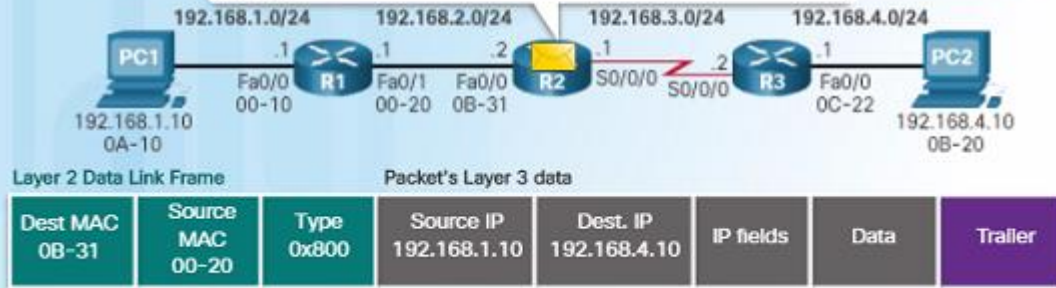 192.168.1.0/24 192.168.2.0/24 192.168.3.0/24 192.168.4.0/24
PC1 .1 R1 .1 .2 R2 .1 .2 R3 .1 PC2
Fa0/0 Fa0/1 Fa0/0 S0/0/0 S0/0/0 Fa0/0
00-10 00-20 0B-31 0C-22
192.168.1.10 192.168.4.10
0A-10 0B-20
Layer 2 Data Link Frame Packet's Layer 3 data
Dest MAC
0B-31
Source
MAC
00-20
Type
0x800
Source IP
192.168.1.10
Dest. IP
192.168.4.10
IP fields
Data
Trailer